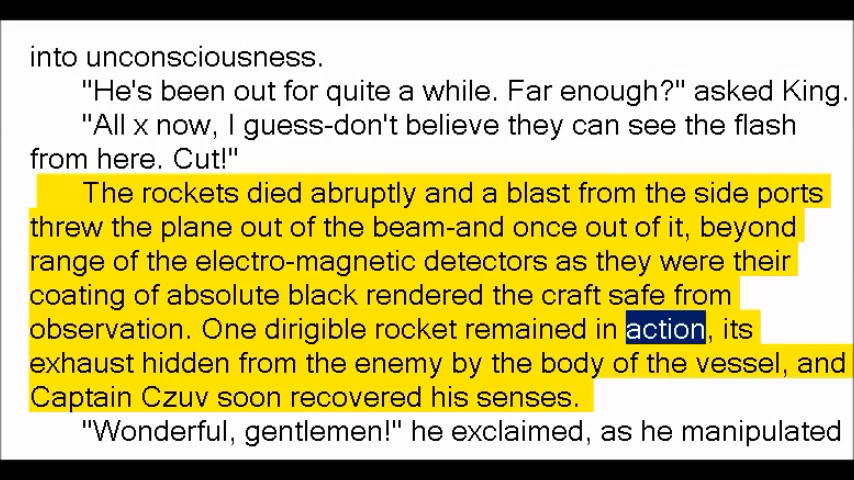 into unconsciousness.
"He's been out for quite a while. Far enough?" asked King.
"All x now, I guess-don't believe they can see the flash
from here. Cut!"
The rockets died abruptly and a blast from the side ports
threw the plane out of the beam-and once out of it, beyond
range of the electro-magnetic detectors as they were their
coating of absolute black rendered the craft safe from
observation. One dirigible rocket remained in action, its
exhaust hidden from the enemy by the body of the vessel, and
Captain Czuv soon recovered his senses.
"Wonderful, gentlemen!" he exclaimed, as he manipulated